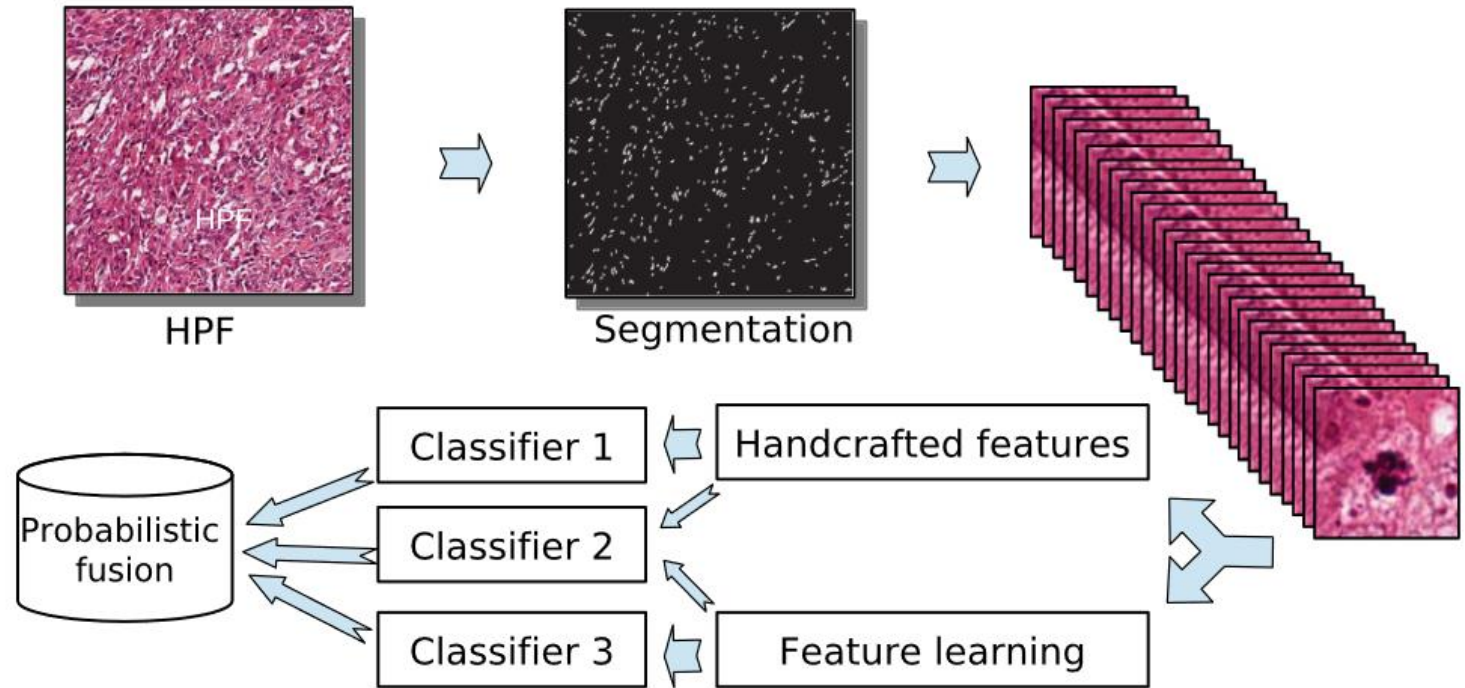 HPF
HPF
Segmentation
Classifier 1
Handcrafted features
Probabilistic
fusion
Classifier 2
Classifier 3
Feature learning